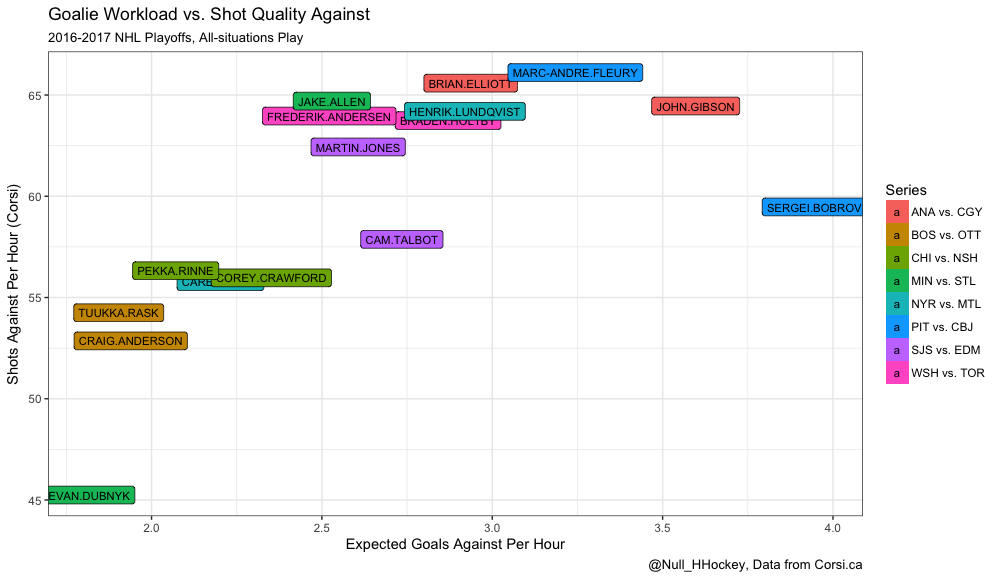 Goalie Workload vs. Shot Quality Against
2016-2017 NHL Playoffs, All-situations Play
Shots Against Per Hour (Corsi)
65
60
55
50
45
MARC-ANDRE.FLEURY
BRIAN.ELLIOTT
JAKE.ALLEN
JOHN.GIBSON
HENRIK.LUNDQVIST
FREDERIK.ANDERSEN
BRADEN.HOLTBY
MARTIN.JONES
SERGEI.BOBROV
CAM.TALBOT
PEKKA.RINNE
COREY.CRAWFORD
CARE
TUUKKA.RASK
CRAIG.ANDERSON
EVAN.DUBNYK
2.0 2.5 3.0 3.5 4.0
Expected Goals Against Per Hour
Series
a ANA vs. CGY
a BOS vs. OTT
a CHI vs. NSH
a MIN vs. STL
a NYR vs. MTL
a PIT vs. CBJ
a SJS vs. EDM
a WSH vs. TOR
@Null_HHockey, Data from Corsi.ca